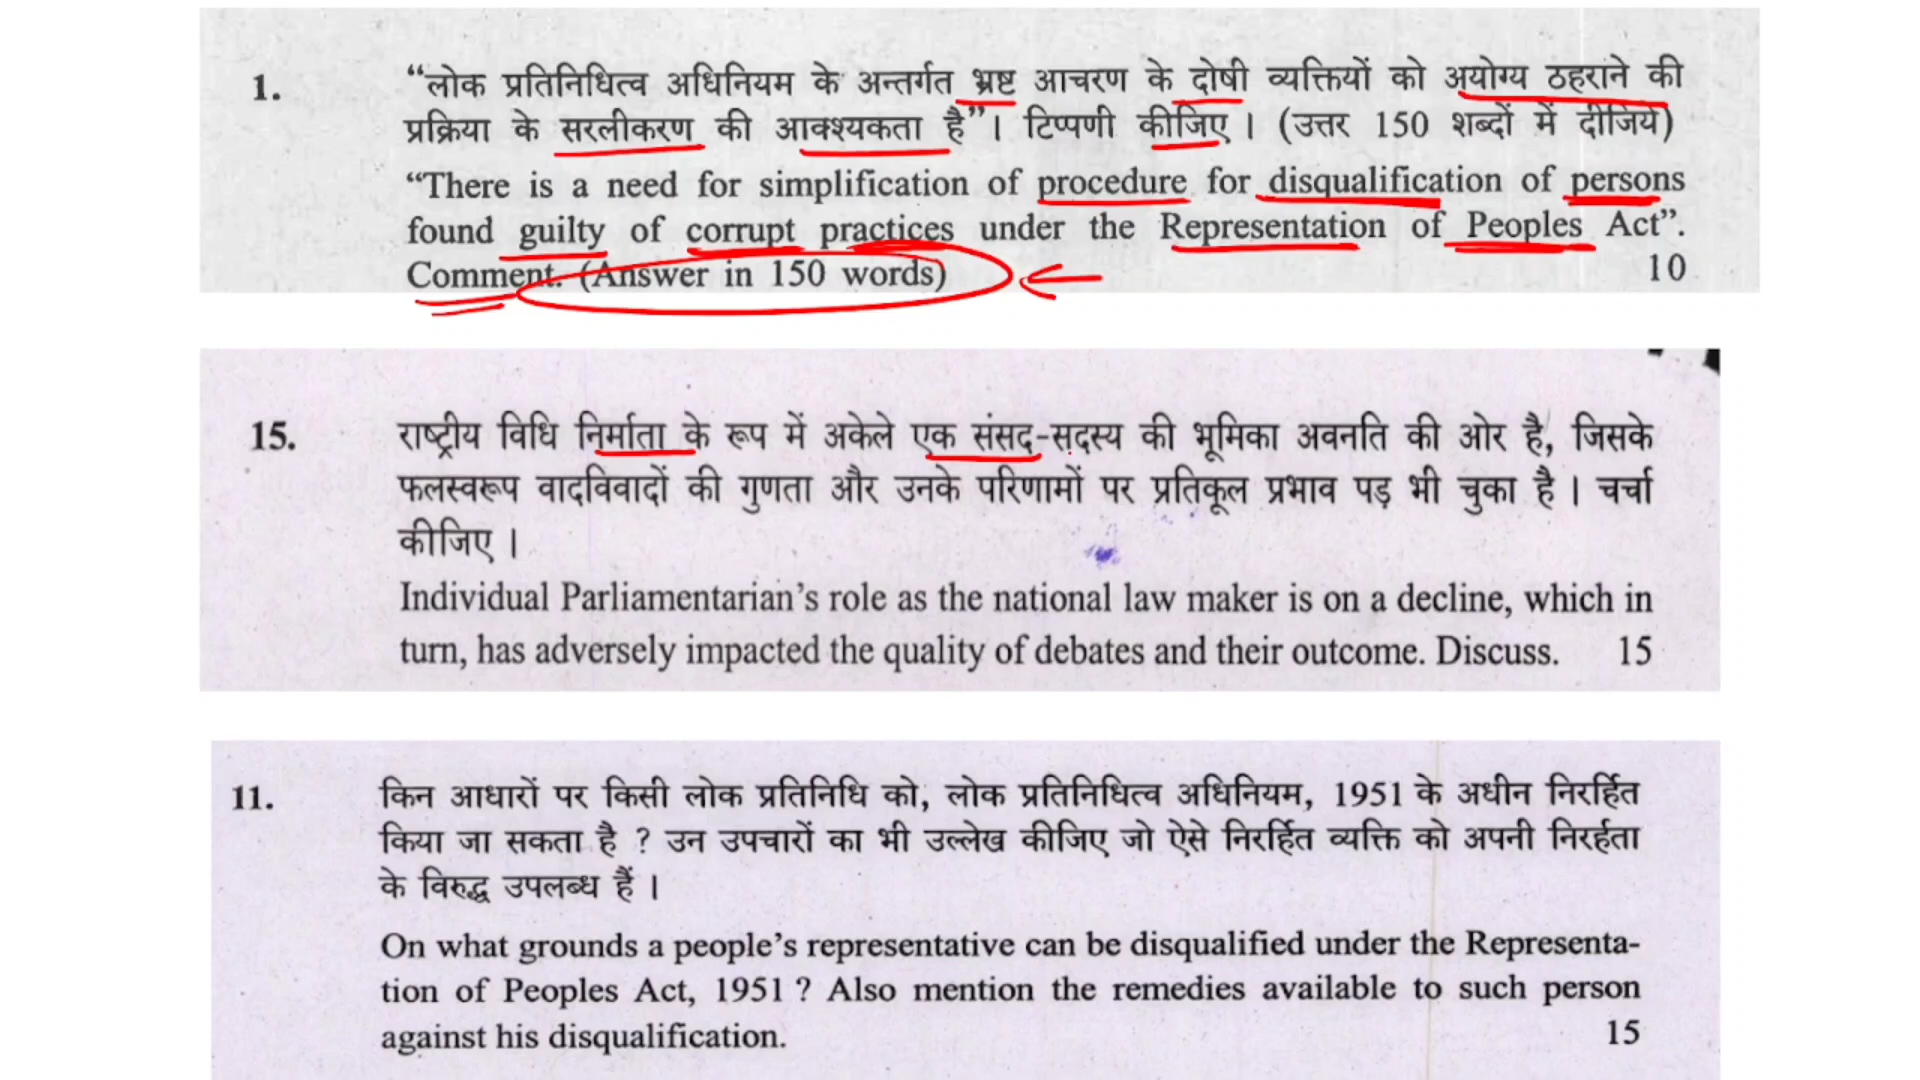 1. “लोक प्रतिनिधित्व अधिनियम के अन्तर्गत भ्रष्ट आचरण के दोषी व्यक्तियों को अयोग्य ठहराने की
प्रक्रिया के सरलीकरण की आवश्यकता है”। टिप्पणी कीजिए। (उत्तर 150 शब्दों में दीजिये)
“There is a need for simplification of procedure for disqualification of persons
found guilty of corrupt practices under the Representation of Peoples Act”.
Comment. (Answer in 150 words) 10
15. राष्ट्रीय विधि निर्माता के रूप में अकेले एक संसद-सदस्य की भूमिका अवनति की ओर है, जिसके
फलस्वरूप वादविवादों की गुणता और उनके परिणामों पर प्रतिकूल प्रभाव पड़ भी चुका है। चर्चा
कीजिए।
Individual Parliamentarian’s role as the national law maker is on a decline, which in
turn, has adversely impacted the quality of debates and their outcome. Discuss. 15
11. किन आधारों पर किसी लोक प्रतिनिधि को, लोक प्रतिनिधित्व अधिनियम, 1951 के अधीन निरर्हित
किया जा सकता है ? उन उपचारों का भी उल्लेख कीजिए जो ऐसे निरर्हित व्यक्ति को अपनी निरर्हता
के विरुद्ध उपलब्ध हैं।
On what grounds a people’s representative can be disqualified under the Representa-
tion of Peoples Act, 1951 ? Also mention the remedies available to such person
against his disqualification. 15